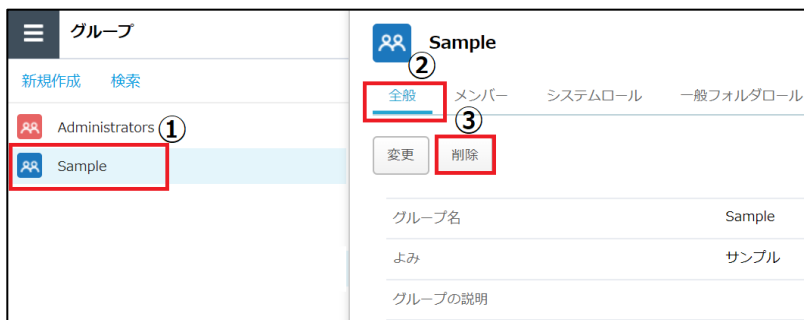 グループ
新規作成 検索
Administrators ①
Sample
Sample
②
全般 メンバー システムロール 一般フォルダロール
③
変更 削除
グループ名 Sample
よみ サンプル
グループの説明